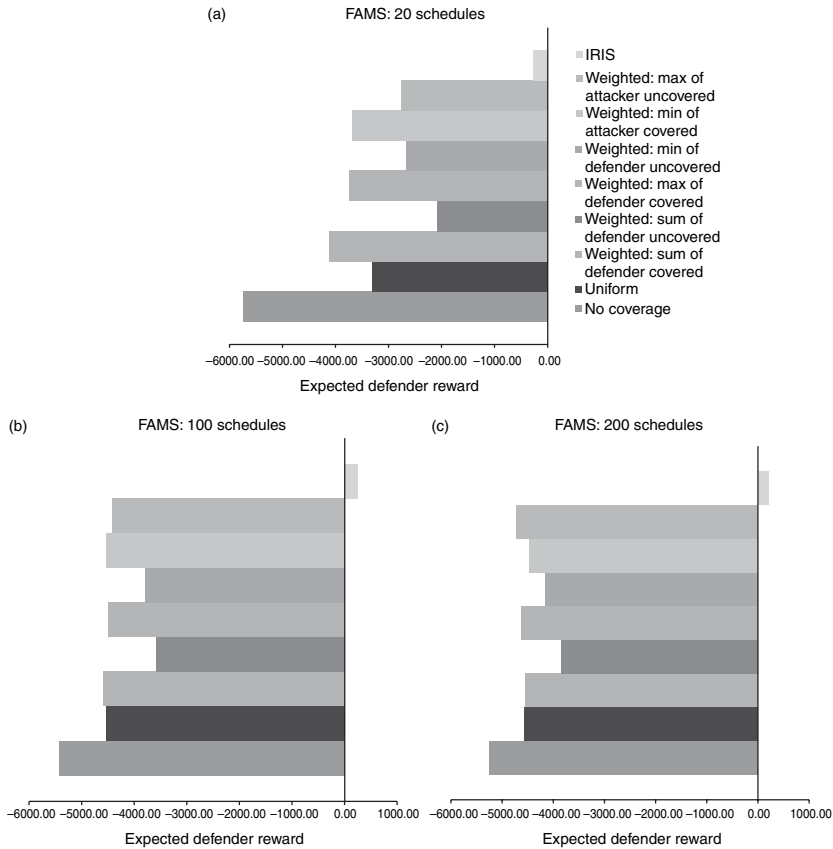 (a)
FAMS: 20 schedules
IRIS
Weighted: max of
attacker uncovered
Weighted: min of
attacker covered
Weighted: min of
defender uncovered
Weighted: max of
defender covered
Weighted: sum of
defender uncovered
Weighted: sum of
defender covered
Uniform
No coverage
−6000.00 −5000.00 −4000.00 −3000.00 −2000.00 −1000.00 0.00
Expected defender reward
(b)
FAMS: 100 schedules
−6000.00 −5000.00 −4000.00 −3000.00 −2000.00 −1000.00 0.00 1000.00
Expected defender reward
(c)
FAMS: 200 schedules
−6000.00 −5000.00 −4000.00 −3000.00 −2000.00 −1000.00 0.00 1000.00
Expected defender reward